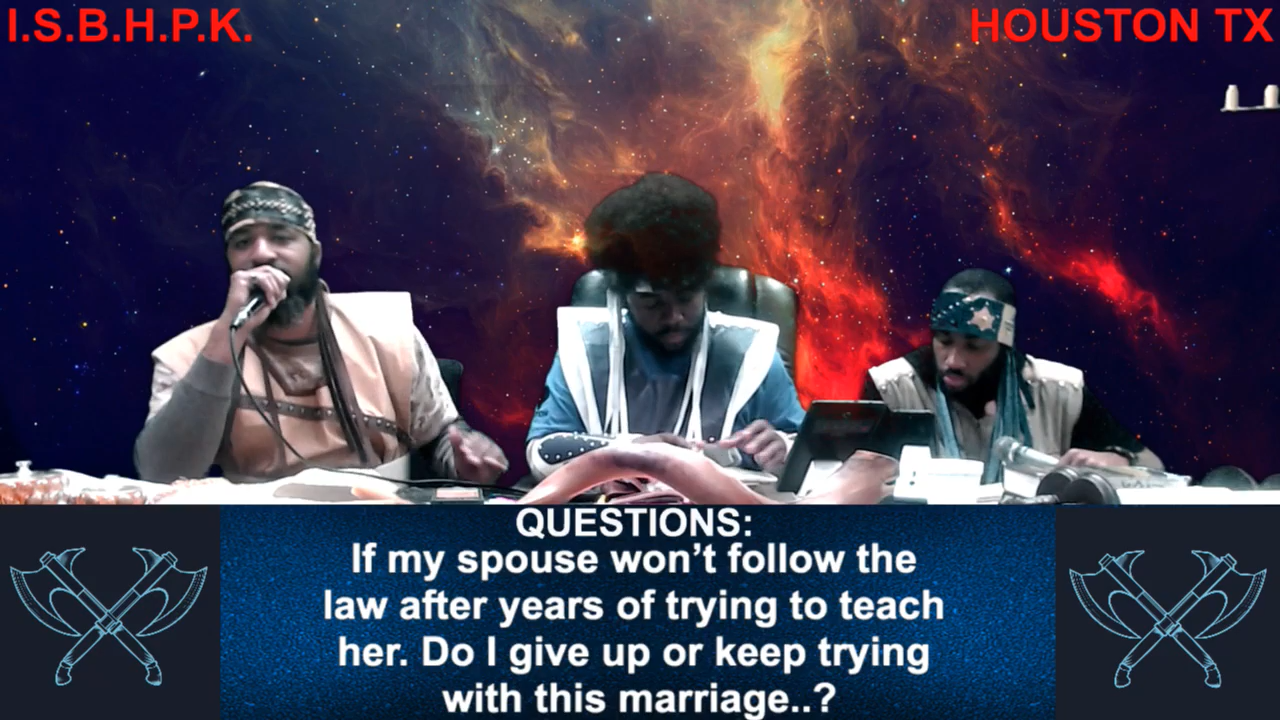 I.S.B.H.P.K.
HOUSTON TX
QUESTIONS:
If my spouse won’t follow the
law after years of trying to teach
her. Do I give up or keep trying
with this marriage..?